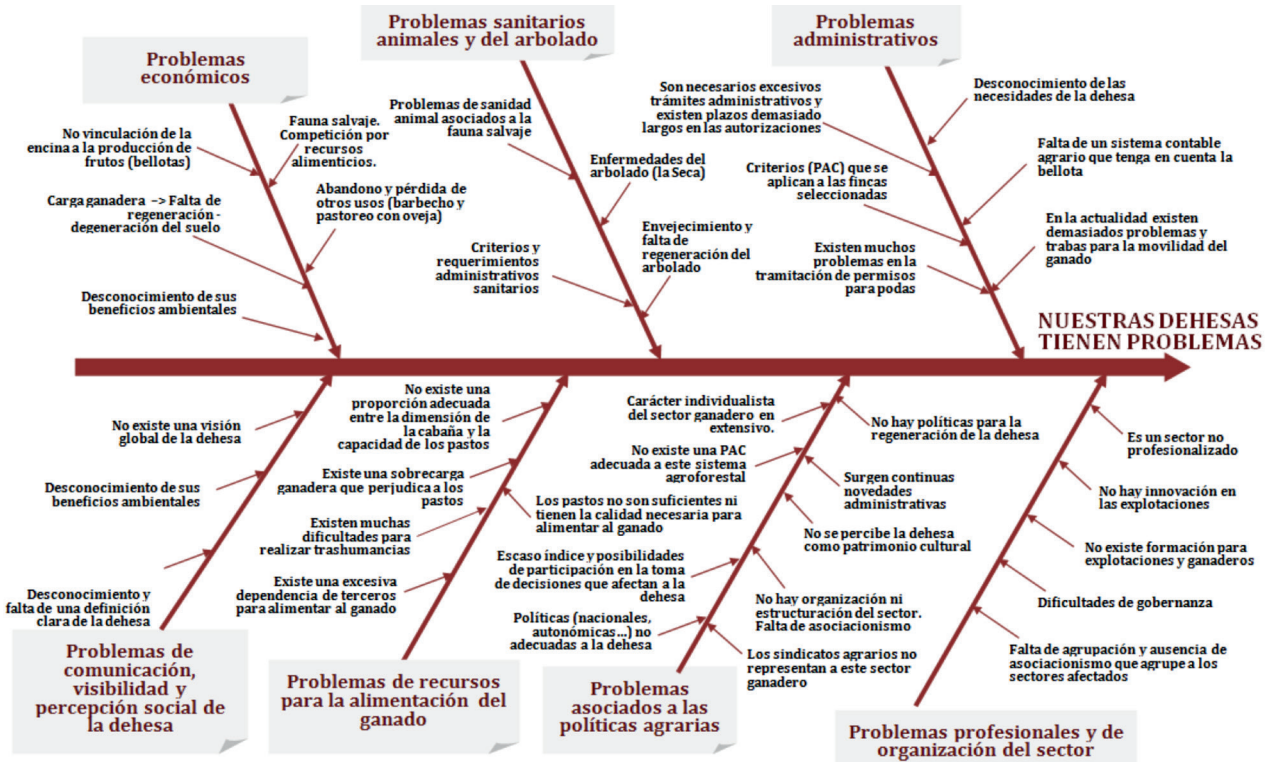 Problemas
económicos
No vinculación de la
encina a la producción de
frutos (bellotas)
Fauna salvaje.
Competición por
recursos
alimenticios.
Carga ganadera –> Falta de
regeneración -
degeneración del suelo
Abandono y pérdida de
otros usos (barbecho y
pastoreo con oveja)
Desconocimiento de sus
beneficios ambientales
Problemas sanitarios
animales y del arbolado
Problemas de sanidad
animal asociados a la
fauna salvaje
Enfermedades del
arbolado (la Seca)
Criterios y
requerimientos
administrativos
sanitarios
Envejecimiento y
falta de
regeneración del
arbolado
Problemas
administrativos
Son necesarios excesivos
trámites administrativos y
existen plazos demasiado
largos en las autorizaciones
Desconocimiento de las
necesidades de la dehesa
Criterios (PAC) que se
aplican a las fincas
seleccionadas
Falta de un sistema contable
agrario que tenga en cuenta la
bellota
Existen muchos
problemas en la
tramitación de permisos
para podas
En la actualidad existen
demasiados problemas y
trabas para la movilidad del
ganado
NUESTRAS DEHESAS
TIENEN PROBLEMAS
No existe una visión
global de la dehesa
Desconocimiento de sus
beneficios ambientales
Desconocimiento y
falta de una definición
clara de la dehesa
Problemas de
comunicación,
visibilidad y
percepción social de
la dehesa
No existe una
proporción adecuada
entre la dimensión de
la cabaña y la
capacidad de los pastos
Existe una sobrecarga
ganadera que perjudica a los
pastos
Los pastos no son suficientes ni
tienen la calidad necesaria para
alimentar al ganado
Existen muchas
dificultades para
realizar trashumancias
Existe una excesiva
dependencia de terceros
para alimentar al ganado
Problemas de recursos
para la alimentación del
ganado
Carácter individualista
del sector ganadero en
extensivo.
No hay políticas para la
regeneración de la dehesa
No existe una PAC
adecuada a este sistema
agroforestal
Surgen continuas
novedades
administrativas
No se percibe la dehesa
como patrimonio cultural
Escaso índice y posibilidades
de participación en la toma
de decisiones que afectan a la
dehesa
No hay organización ni
estructuración del sector.
Falta de asociacionismo
Políticas (nacionales,
autonómicas...) no
adecuadas a la dehesa
Los sindicatos agrarios no
representan a este sector
ganadero
Problemas
asociados a las
políticas agrarias
Es un sector no
profesionalizado
No hay innovación en
las explotaciones
No existe formación para
explotaciones y ganaderos
Dificultades de gobernanza
Falta de agrupación y ausencia de
asociacionismo que agrupe a los
sectores afectados
Problemas profesionales y de
organización del sector